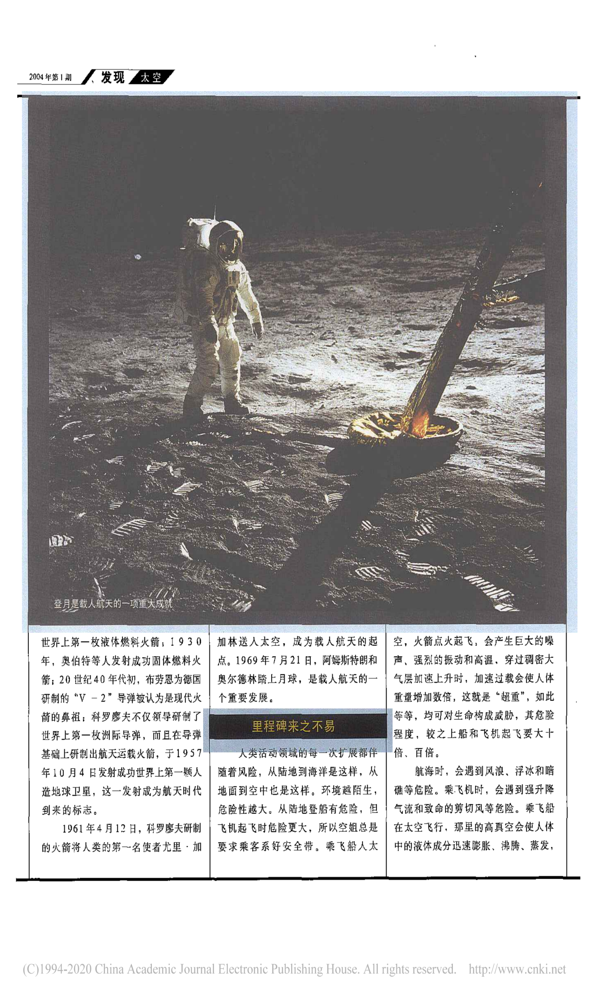 2004年第1期
发现
太空
登月是载人航天的一项重大成就
世界上第一枚液体燃料火箭；1930
年，奥伯特等人发射成功固体燃料火
箭；20世纪40年代初，布劳恩为德国
研制的“V－2”导弹被认为是现代火
箭的鼻祖；科罗廖夫不仅领导研制了
世界上第一枚洲际导弹，而且在导弹
基础上研制出航天运载火箭，于1957
年10月4日发射成功世界上第一颗人
造地球卫星，这一发射成为航天时代
到来的标志。
1961年4月12日，科罗廖夫研制
的火箭将人类的第一名使者尤里·加
加林送入太空，成为载人航天的起
点。1969年7月21日，阿姆斯特朗和
奥尔德林踏上月球，是载人航天的一
个重要发展。
里程碑来之不易
人类活动领域的每一次扩展都伴
随着风险，从陆地到海洋是这样，从
地面到空中也是这样。环境越陌生，
危险性越大。从陆地登船有危险，但
飞机起飞时危险更大，所以空姐总是
要求乘客系好安全带。乘飞船入太
空，火箭点火起飞，会产生巨大的噪
声、强烈的振动和高温，穿过稠密大
气层加速上升时，加速过载会使人体
重量增加数倍，这就是“超重”，如此
等等，均可对生命构成威胁，其危险
程度，较之上船和飞机起飞要大十
倍、百倍。
航海时，会遇到风浪、浮冰和暗
礁等危险。乘飞机时，会遇到强升降
气流和致命的剪切风等危险。乘飞船
在太空飞行，那里的高真空会使人体
中的液体成分迅速膨胀、沸腾、蒸发，
(C)1994-2020 China Academic Journal Electronic Publishing House. All rights reserved. http://www.cnki.net